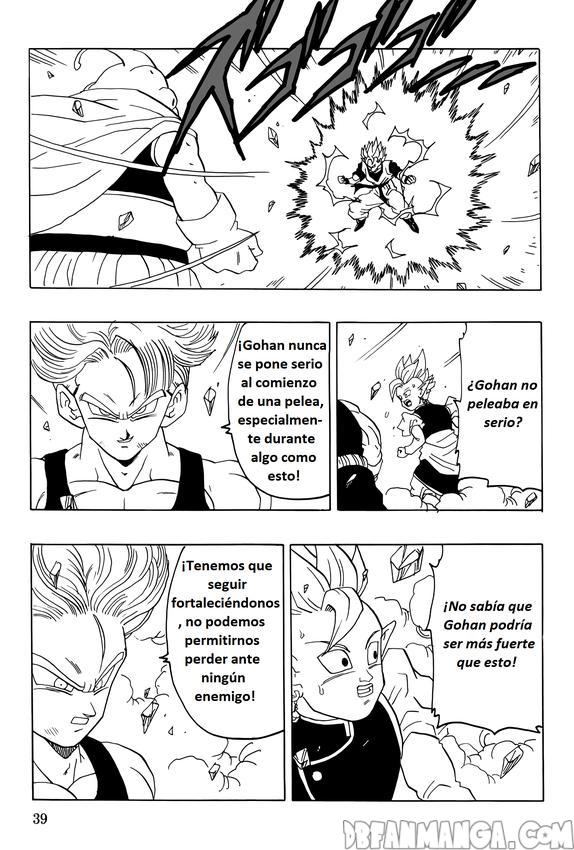 ¿Gohan no
peleaba en
serio?
¡Gohan nunca
se pone serio
al comienzo
de una pelea,
especialmen-
te durante
algo como
esto!
¡No sabía que
Gohan podría
ser más fuerte
que esto!
¡Tenemos que
seguir
fortaleciéndonos
, no podemos
permitirnos
perder ante
ningún
enemigo!
39
DBFANMANGA.COM